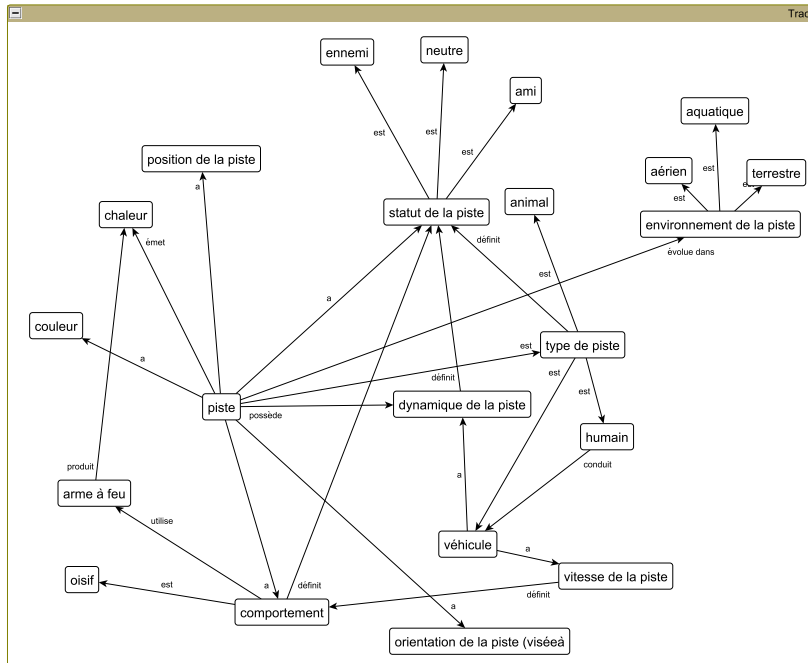 Trac
ennemi
neutre
ami
aquatique
est
est
est
position de la piste
aérien
terrestre
est
est
a
animal
chaleur
statut de la piste
environnement de la piste
émet
définit
évolue dans
est
a
couleur
a
est
type de piste
définit
est
est
piste
possède
dynamique de la piste
humain
conduit
produit
a
arme à feu
utilise
véhicule
a
oisif
est
a
définit
vitesse de la piste
définit
comportement
a
orientation de la piste (viséeà